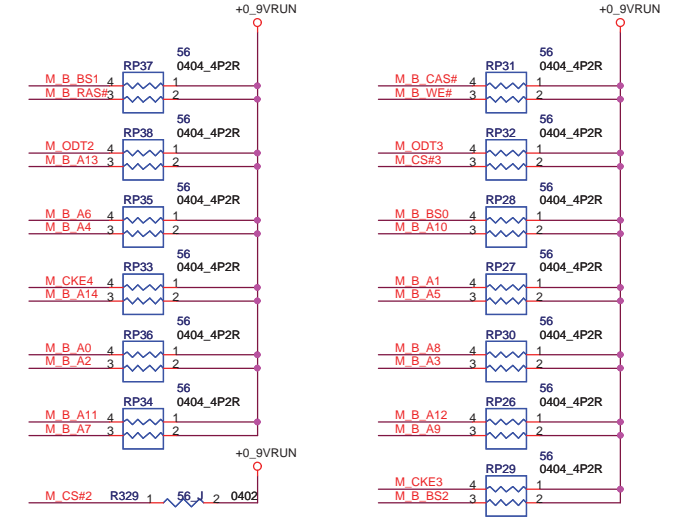 +0_9VRUN
56
RP37 0404_4P2R
M_B_BS1 4 1
M_B_RAS# 3 2
56
RP38 0404_4P2R
M_ODT2 4 1
M_B_A13 3 2
56
RP35 0404_4P2R
M_B_A6 4 1
M_B_A4 3 2
56
RP33 0404_4P2R
M_CKE4 4 1
M_B_A14 3 2
56
RP36 0404_4P2R
M_B_A0 4 1
M_B_A2 3 2
56
RP34 0404_4P2R
M_B_A11 4 1
M_B_A7 3 2
+0_9VRUN
M_CS#2 R329 1 56_J 2 0402
+0_9VRUN
56
RP31 0404_4P2R
M_B_CAS# 4 1
M_B_WE# 3 2
56
RP32 0404_4P2R
M_ODT3 4 1
M_CS#3 3 2
56
RP28 0404_4P2R
M_B_BS0 4 1
M_B_A10 3 2
56
RP27 0404_4P2R
M_B_A1 4 1
M_B_A5 3 2
56
RP30 0404_4P2R
M_B_A8 4 1
M_B_A3 3 2
56
RP26 0404_4P2R
M_B_A12 4 1
M_B_A9 3 2
56
RP29 0404_4P2R
M_CKE3 4 1
M_B_BS2 3 2